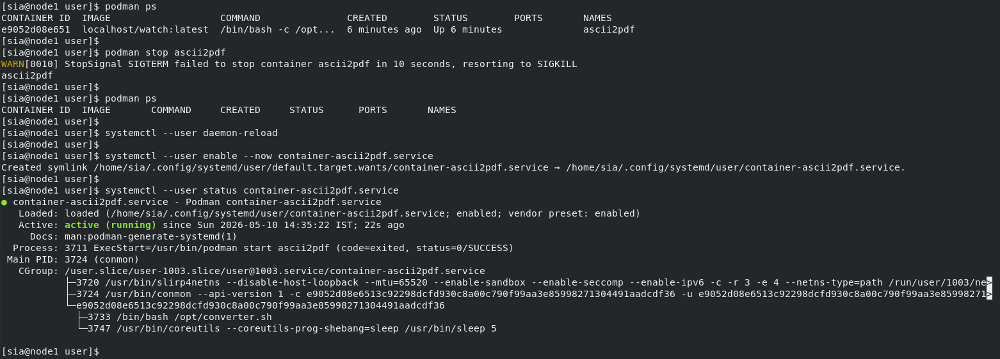 [sia@node1 user]$ podman ps
CONTAINER ID  IMAGE                   COMMAND               CREATED        STATUS        PORTS       NAMES
e9052d08e651  localhost/watch:latest  /bin/bash -c /opt...  6 minutes ago  Up 6 minutes              ascii2pdf
[sia@node1 user]$
[sia@node1 user]$ podman stop ascii2pdf
WARN[0010] StopSignal SIGTERM failed to stop container ascii2pdf in 10 seconds, resorting to SIGKILL
ascii2pdf
[sia@node1 user]$
[sia@node1 user]$ podman ps
CONTAINER ID  IMAGE       COMMAND     CREATED     STATUS      PORTS       NAMES
[sia@node1 user]$
[sia@node1 user]$ systemctl --user daemon-reload
[sia@node1 user]$
[sia@node1 user]$ systemctl --user enable --now container-ascii2pdf.service
Created symlink /home/sia/.config/systemd/user/default.target.wants/container-ascii2pdf.service → /home/sia/.config/systemd/user/container-ascii2pdf.service.
[sia@node1 user]$
[sia@node1 user]$ systemctl --user status container-ascii2pdf.service
● container-ascii2pdf.service - Podman container-ascii2pdf.service
   Loaded: loaded (/home/sia/.config/systemd/user/container-ascii2pdf.service; enabled; vendor preset: enabled)
   Active: active (running) since Sun 2026-05-10 14:35:22 IST; 22s ago
     Docs: man:podman-generate-systemd(1)
  Process: 3711 ExecStart=/usr/bin/podman start ascii2pdf (code=exited, status=0/SUCCESS)
 Main PID: 3724 (conmon)
   CGroup: /user.slice/user-1003.slice/user@1003.service/container-ascii2pdf.service
           ├─3720 /usr/bin/slirp4netns --disable-host-loopback --mtu=65520 --enable-sandbox --enable-seccomp --enable-ipv6 -c -r 3 -e 4 --netns-type=path /run/user/1003/ne>
           ├─3724 /usr/bin/conmon --api-version 1 -c e9052d08e6513c92298dcfd930c8a00c790f99aa3e85998271304491aadcdf36 -u e9052d08e6513c92298dcfd930c8a00c790f99aa3e85998271>
           └─e9052d08e6513c92298dcfd930c8a00c790f99aa3e85998271304491aadcdf36
             ├─3733 /bin/bash /opt/converter.sh
             └─3747 /usr/bin/coreutils --coreutils-prog-shebang=sleep /usr/bin/sleep 5
[sia@node1 user]$